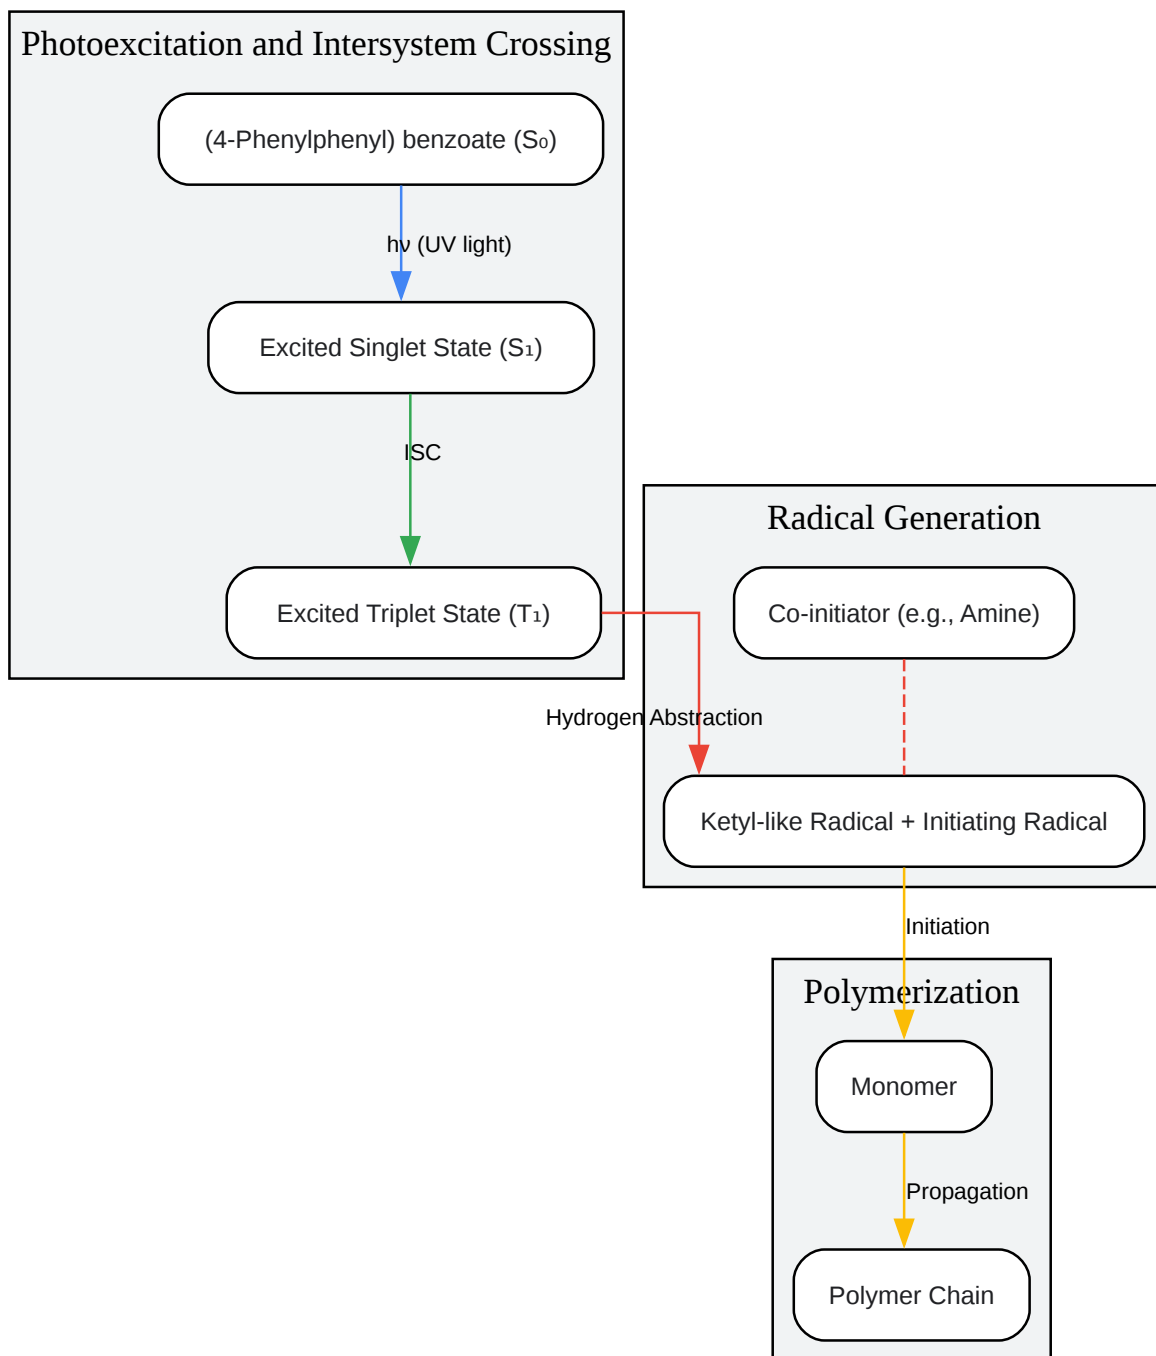 Photoexcitation and Intersystem Crossing
(4-Phenylphenyl) benzoate (S₀)
hν (UV light)
Excited Singlet State (S₁)
ISC
Excited Triplet State (T₁)
Radical Generation
Co-initiator (e.g., Amine)
Hydrogen Abstraction
Ketyl-like Radical + Initiating Radical
Initiation
Polymerization
Monomer
Propagation
Polymer Chain